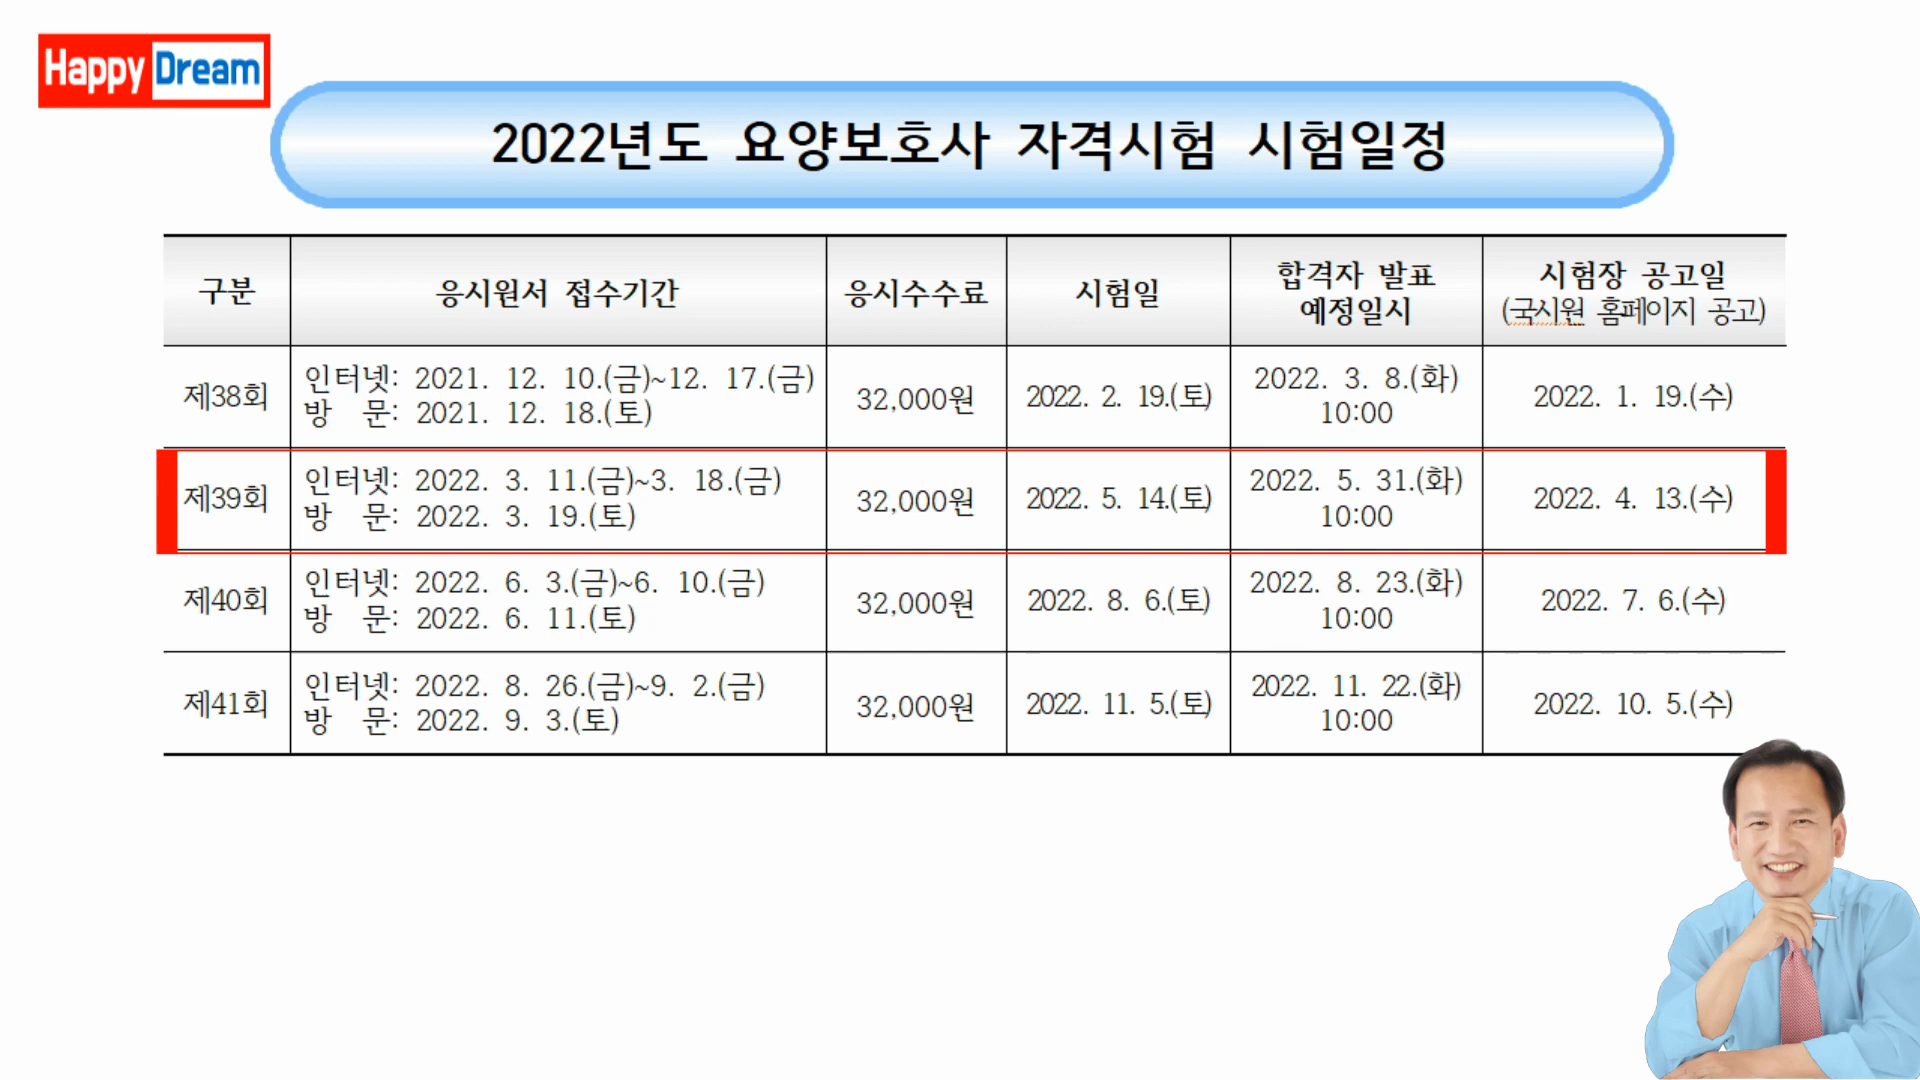 Happy Dream
2022년도 요양보호사 자격시험 시험일정
구분
응시원서 접수기간
응시수수료
시험일
합격자 발표
예정일시
시험장 공고일
(국시원 홈페이지 공고)
제38회
인터넷: 2021. 12. 10.(금)~12. 17.(금)
방 문: 2021. 12. 18.(토)
32,000원
2022. 2. 19.(토)
2022. 3. 8.(화)
10:00
2022. 1. 19.(수)
제39회
인터넷: 2022. 3. 11.(금)~3. 18.(금)
방 문: 2022. 3. 19.(토)
32,000원
2022. 5. 14.(토)
2022. 5. 31.(화)
10:00
2022. 4. 13.(수)
제40회
인터넷: 2022. 6. 3.(금)~6. 10.(금)
방 문: 2022. 6. 11.(토)
32,000원
2022. 8. 6.(토)
2022. 8. 23.(화)
10:00
2022. 7. 6.(수)
제41회
인터넷: 2022. 8. 26.(금)~9. 2.(금)
방 문: 2022. 9. 3.(토)
32,000원
2022. 11. 5.(토)
2022. 11. 22.(화)
10:00
2022. 10. 5.(수)